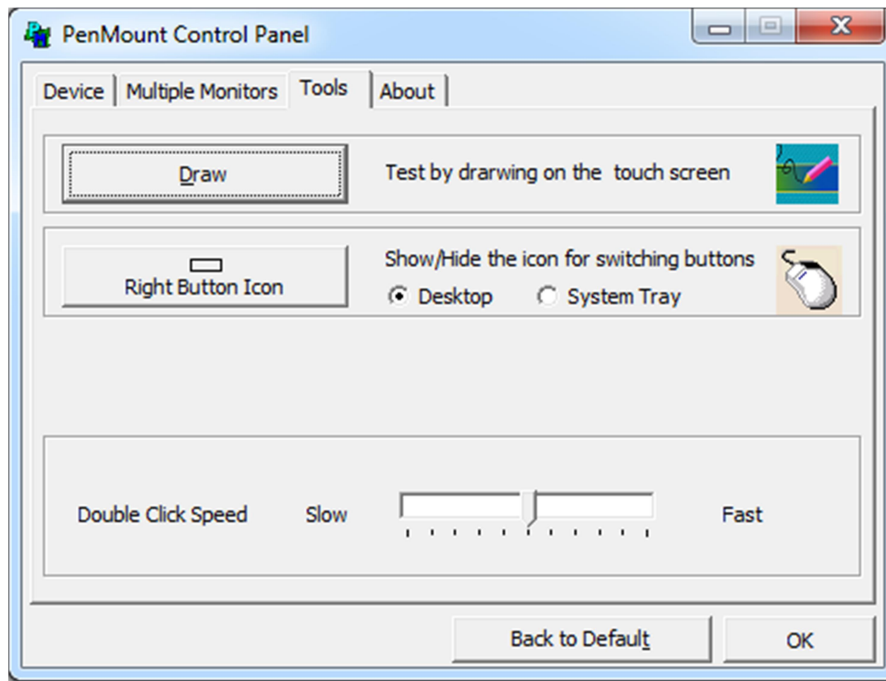 PenMount Control Panel
Device Multiple Monitors Tools About
Draw Test by drarwing on the touch screen
Show/Hide the icon for switching buttons
Right Button Icon
Desktop System Tray
Double Click Speed Slow Fast
Back to Default OK